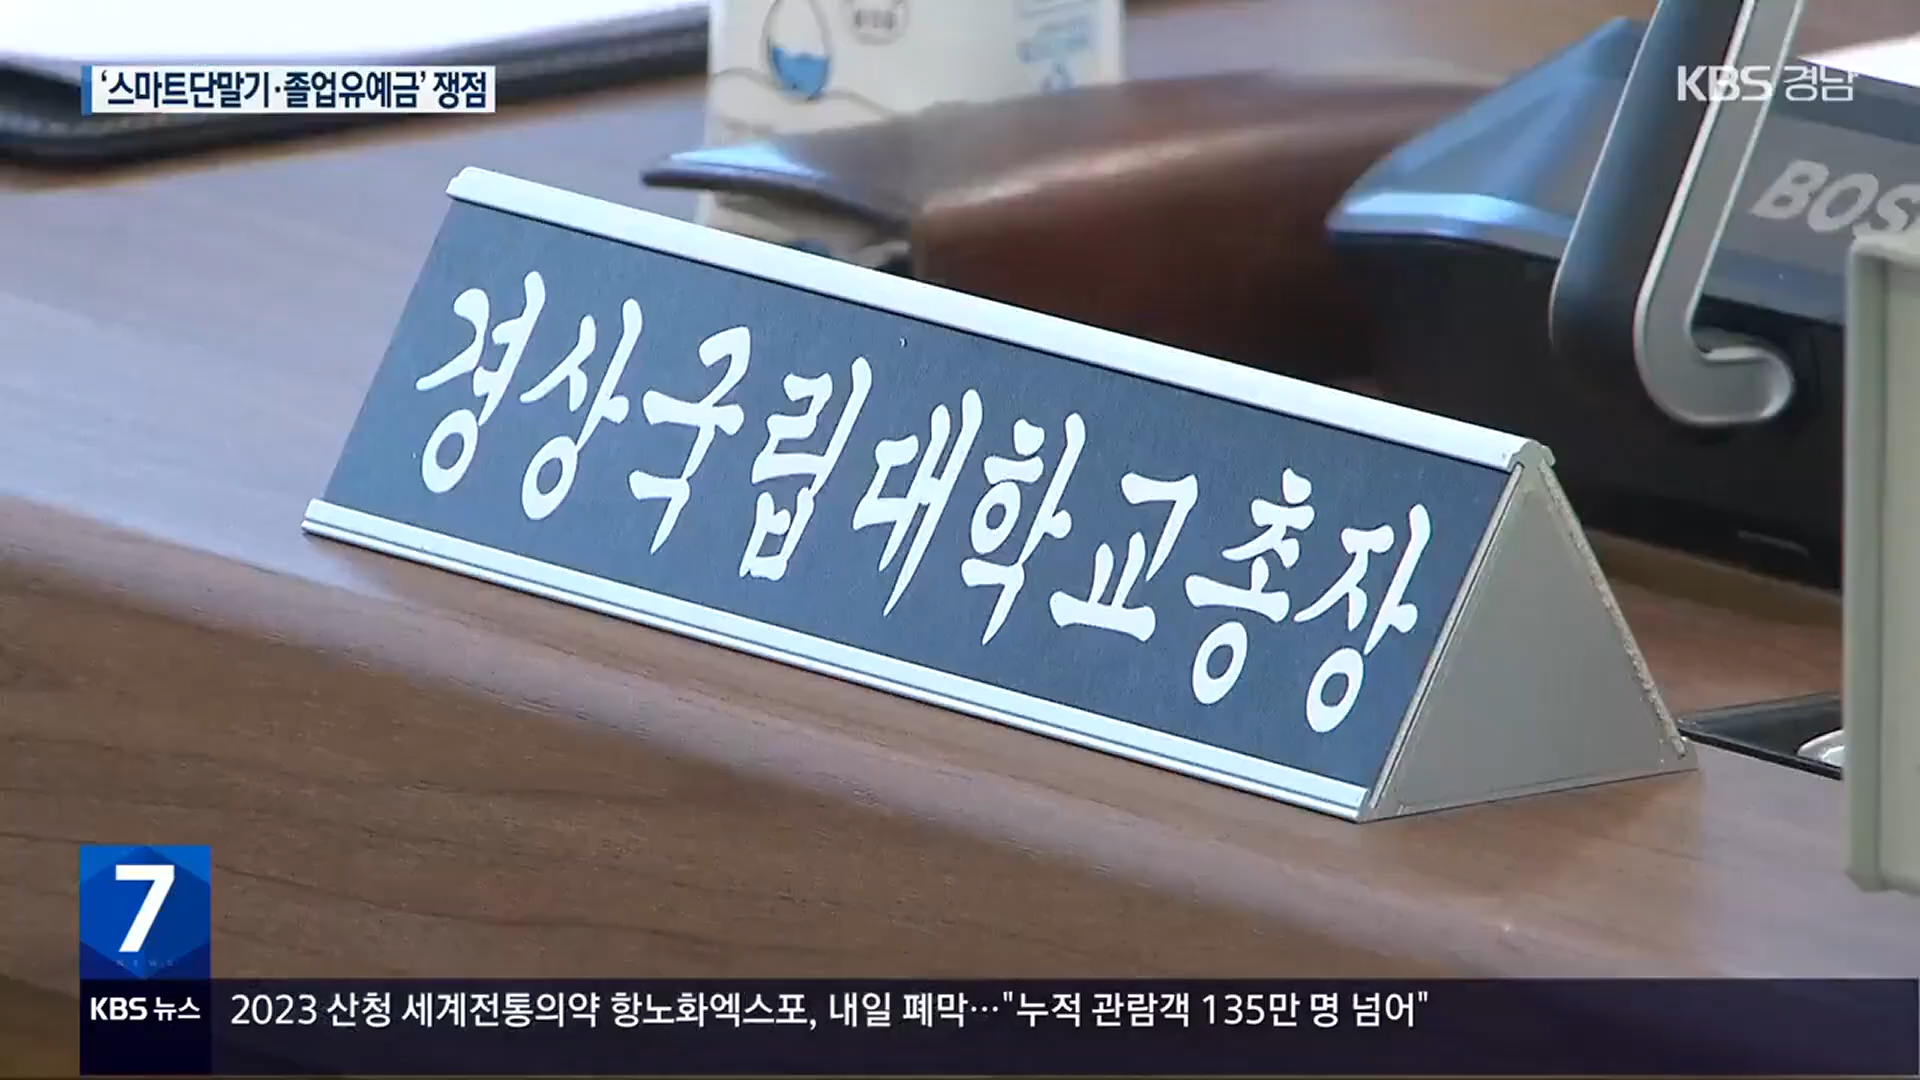 ‘스마트단말기·졸업유예금’ 쟁점
KBS 경남
BOS
경상국립대학교총장
7
NEWS
KBS 뉴스
2023 산청 세계전통의약 항노화엑스포, 내일 폐막…"누적 관람객 135만 명 넘어"